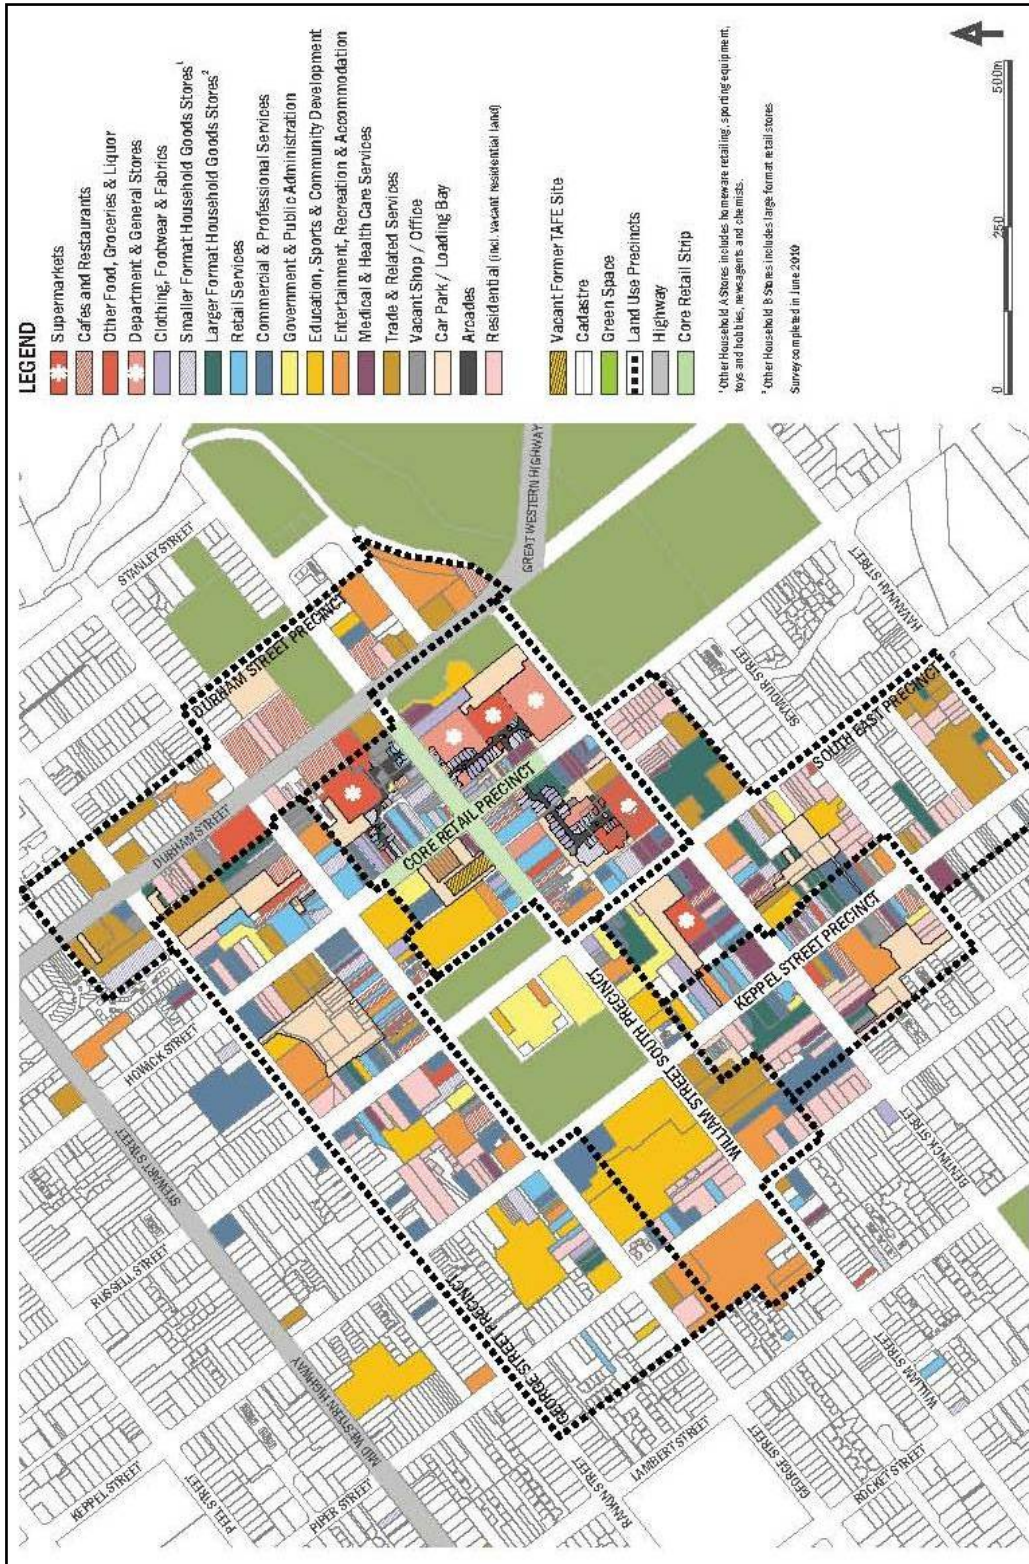 LEGEND
Supermarkets
Cafes and Restaurants
Other Food, Groceries & Liquor
Department & General Stores
Clothing, Footwear & Fabrics
Smaller Format Household Goods Stores¹
Larger Format Household Goods Stores²
Retail Services
Commercial & Professional Services
Government & Public Administration
Education, Sports & Community Development
Entertainment, Recreation & Accommodation
Medical & Health Care Services
Trade & Related Services
Vacant Shop / Office
Car Park / Loading Bay
Arcades
Residential (incl. vacant residential land)
Vacant Former TAFE Site
Cadastre
Green Space
Land Use Precincts
Highway
Core Retail Strip
¹Other Household A Stores includes homeware retailing, sporting equipment,
toys and hobbies, newsagents and chemists.
²Other Household B Stores includes large format retail stores
Survey completed in June 2010
0 250 500m
STANLEY STREET
DURHAM STREET PRECINCT
GREAT WESTERN HIGHWAY
DURHAM STREET
CORE RETAIL PRECINCT
SEYMOUR STREET
HAVANNAH STREET
SOUTH EAST PRECINCT
KEPPEL STREET PRECINCT
HOWICK STREET
STEWART STREET
RUSSELL STREET
WILLIAM STREET SOUTH PRECINCT
BENTINCK STREET
GEORGE STREET PRECINCT
MID WESTERN HIGHWAY
KEPPEL STREET
PEEL STREET
PIPER STREET
RANKIN STREET
LAMBERT STREET
GEORGE STREET
ROCKET STREET
WILLIAM STREET